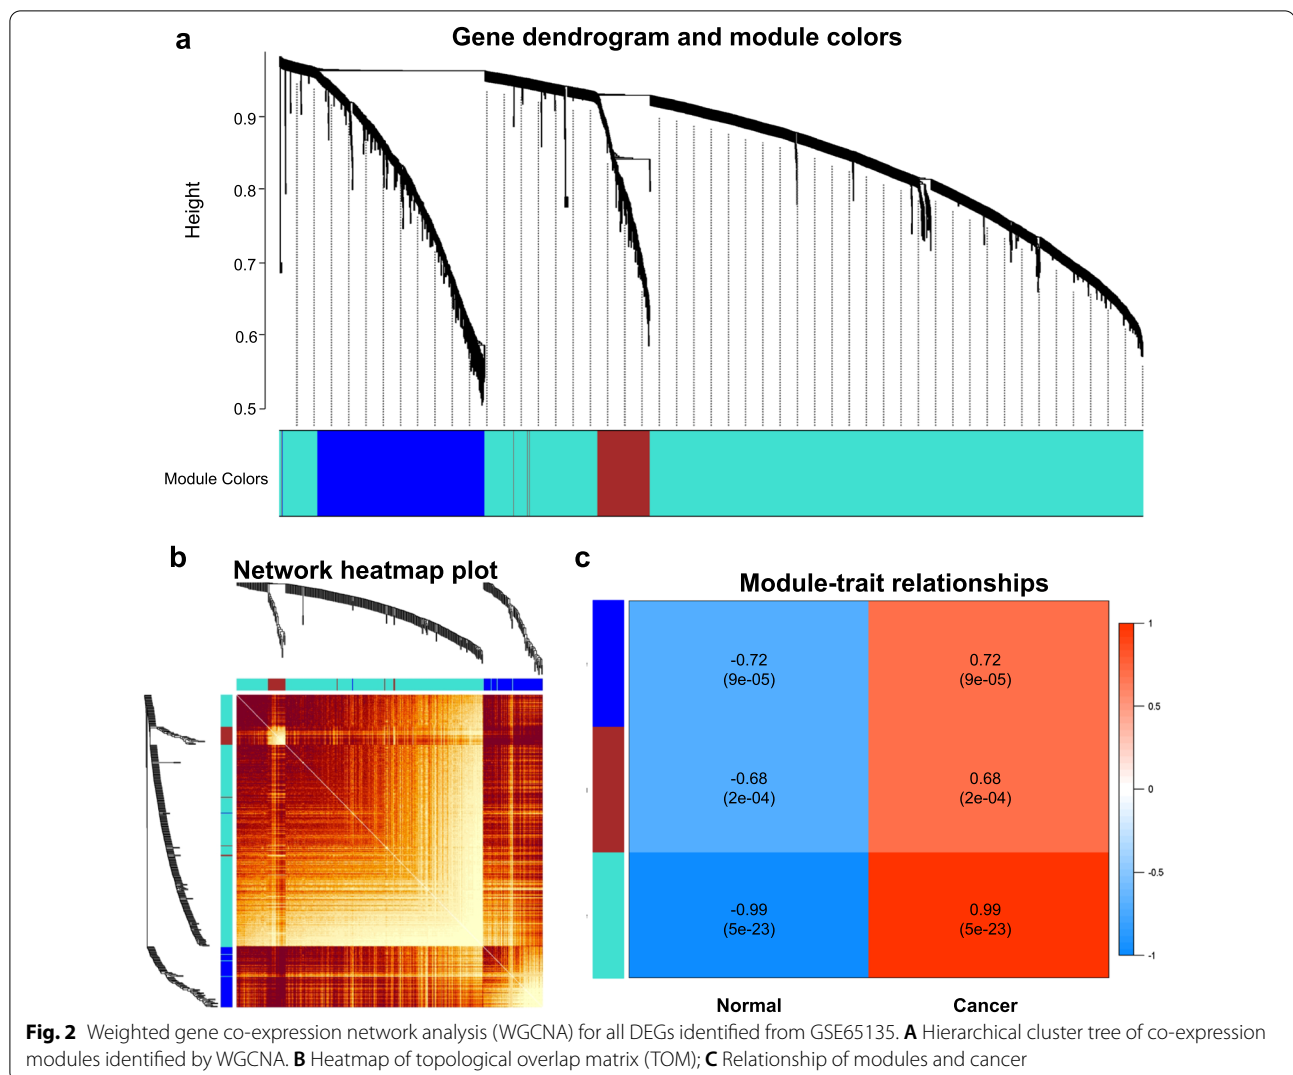 a
Gene dendrogram and module colors
Height
0.9
0.8
0.7
0.6
0.5
Module Colors
b
Network heatmap plot
c
Module-trait relationships
-0.72
(9e-05)
0.72
(9e-05)
-0.68
(2e-04)
0.68
(2e-04)
-0.99
(5e-23)
0.99
(5e-23)
1
0.5
0
-0.5
-1
Normal
Cancer
Fig. 2 Weighted gene co-expression network analysis (WGCNA) for all DEGs identified from GSE65135. A Hierarchical cluster tree of co-expression
modules identified by WGCNA. B Heatmap of topological overlap matrix (TOM); C Relationship of modules and cancer